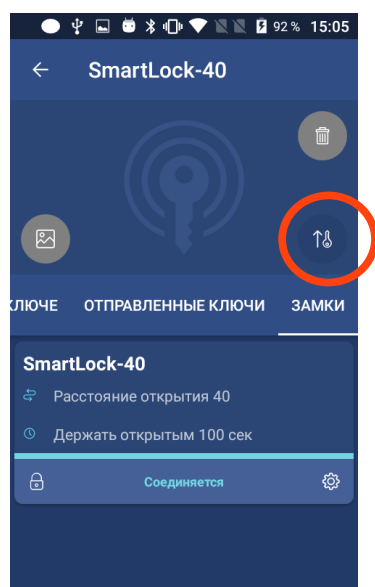 92 % 15:05
SmartLock-40
КЛЮЧЕ ОТПРАВЛЕННЫЕ КЛЮЧИ ЗАМКИ
SmartLock-40
Расстояние открытия 40
Держать открытым 100 сек
Соединяется